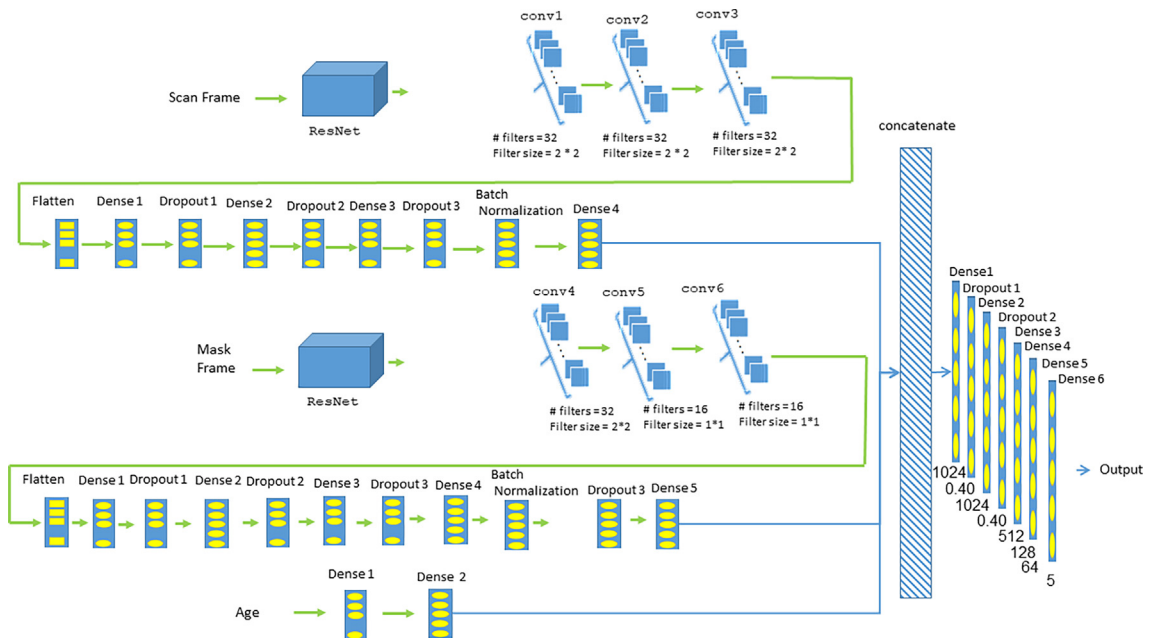 conv1 conv2 conv3
Scan Frame
ResNet
# filters =32 # filters =32 # filters =32
Filter size = 2 * 2 Filter size = 2 * 2 Filter size = 2* 2
concatenate
Flatten Dense 1 Dropout 1 Dense 2 Dropout 2 Dense 3 Dropout 3 Batch Normalization Dense 4
conv4 conv5 conv6
Mask
Frame
ResNet
# filters =32 # filters =16 # filters =16
Filter size = 2*2 Filter size = 1*1 Filter size = 1*1
Flatten Dense 1 Dropout 1 Dense 2 Dropout 2 Dense 3 Dropout 3 Dense 4 Batch Normalization Dropout 3 Dense 5
Age
Dense 1 Dense 2
Dense1
Dropout 1
Dense 2
Dropout 2
Dense 3
Dense 4
Dense 5
Dense 6
1024
0.40
1024
0.40
512
128
64
5
Output